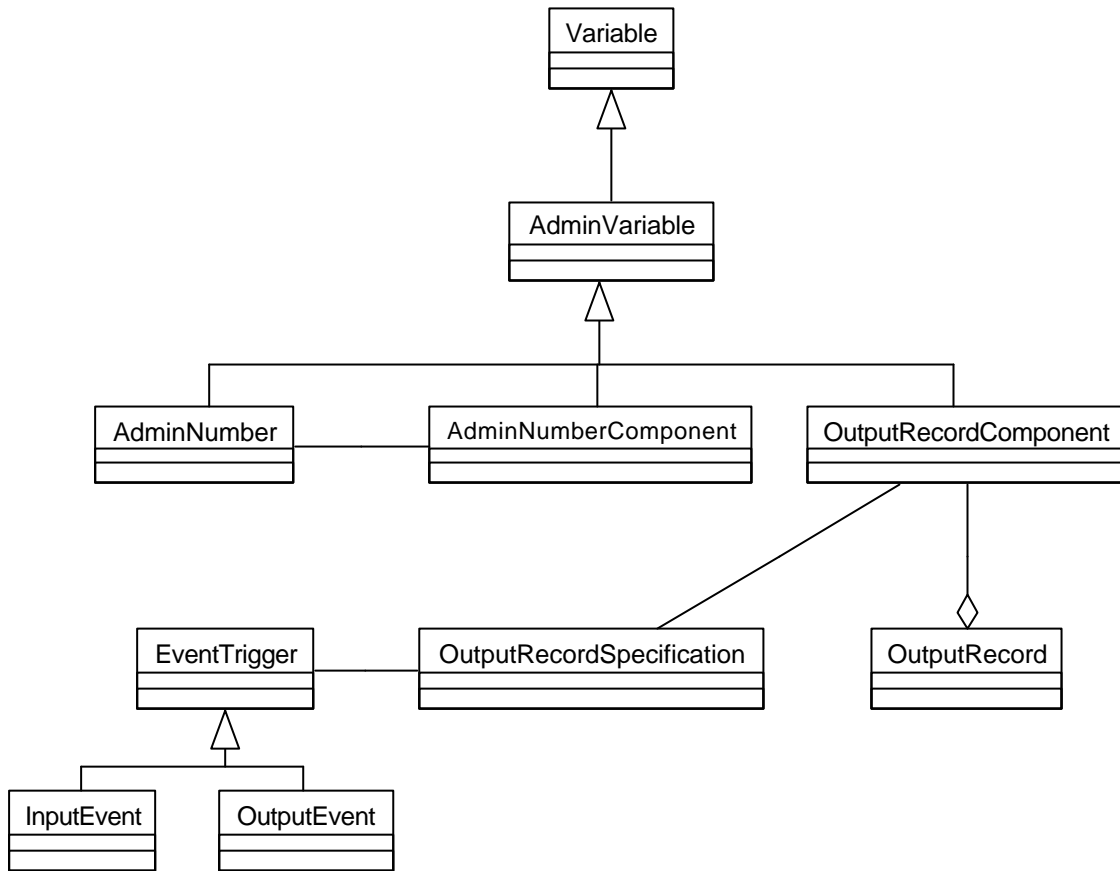 Variable
AdminVariable
AdminNumber
AdminNumberComponent
OutputRecordComponent
EventTrigger
OutputRecordSpecification
OutputRecord
InputEvent
OutputEvent